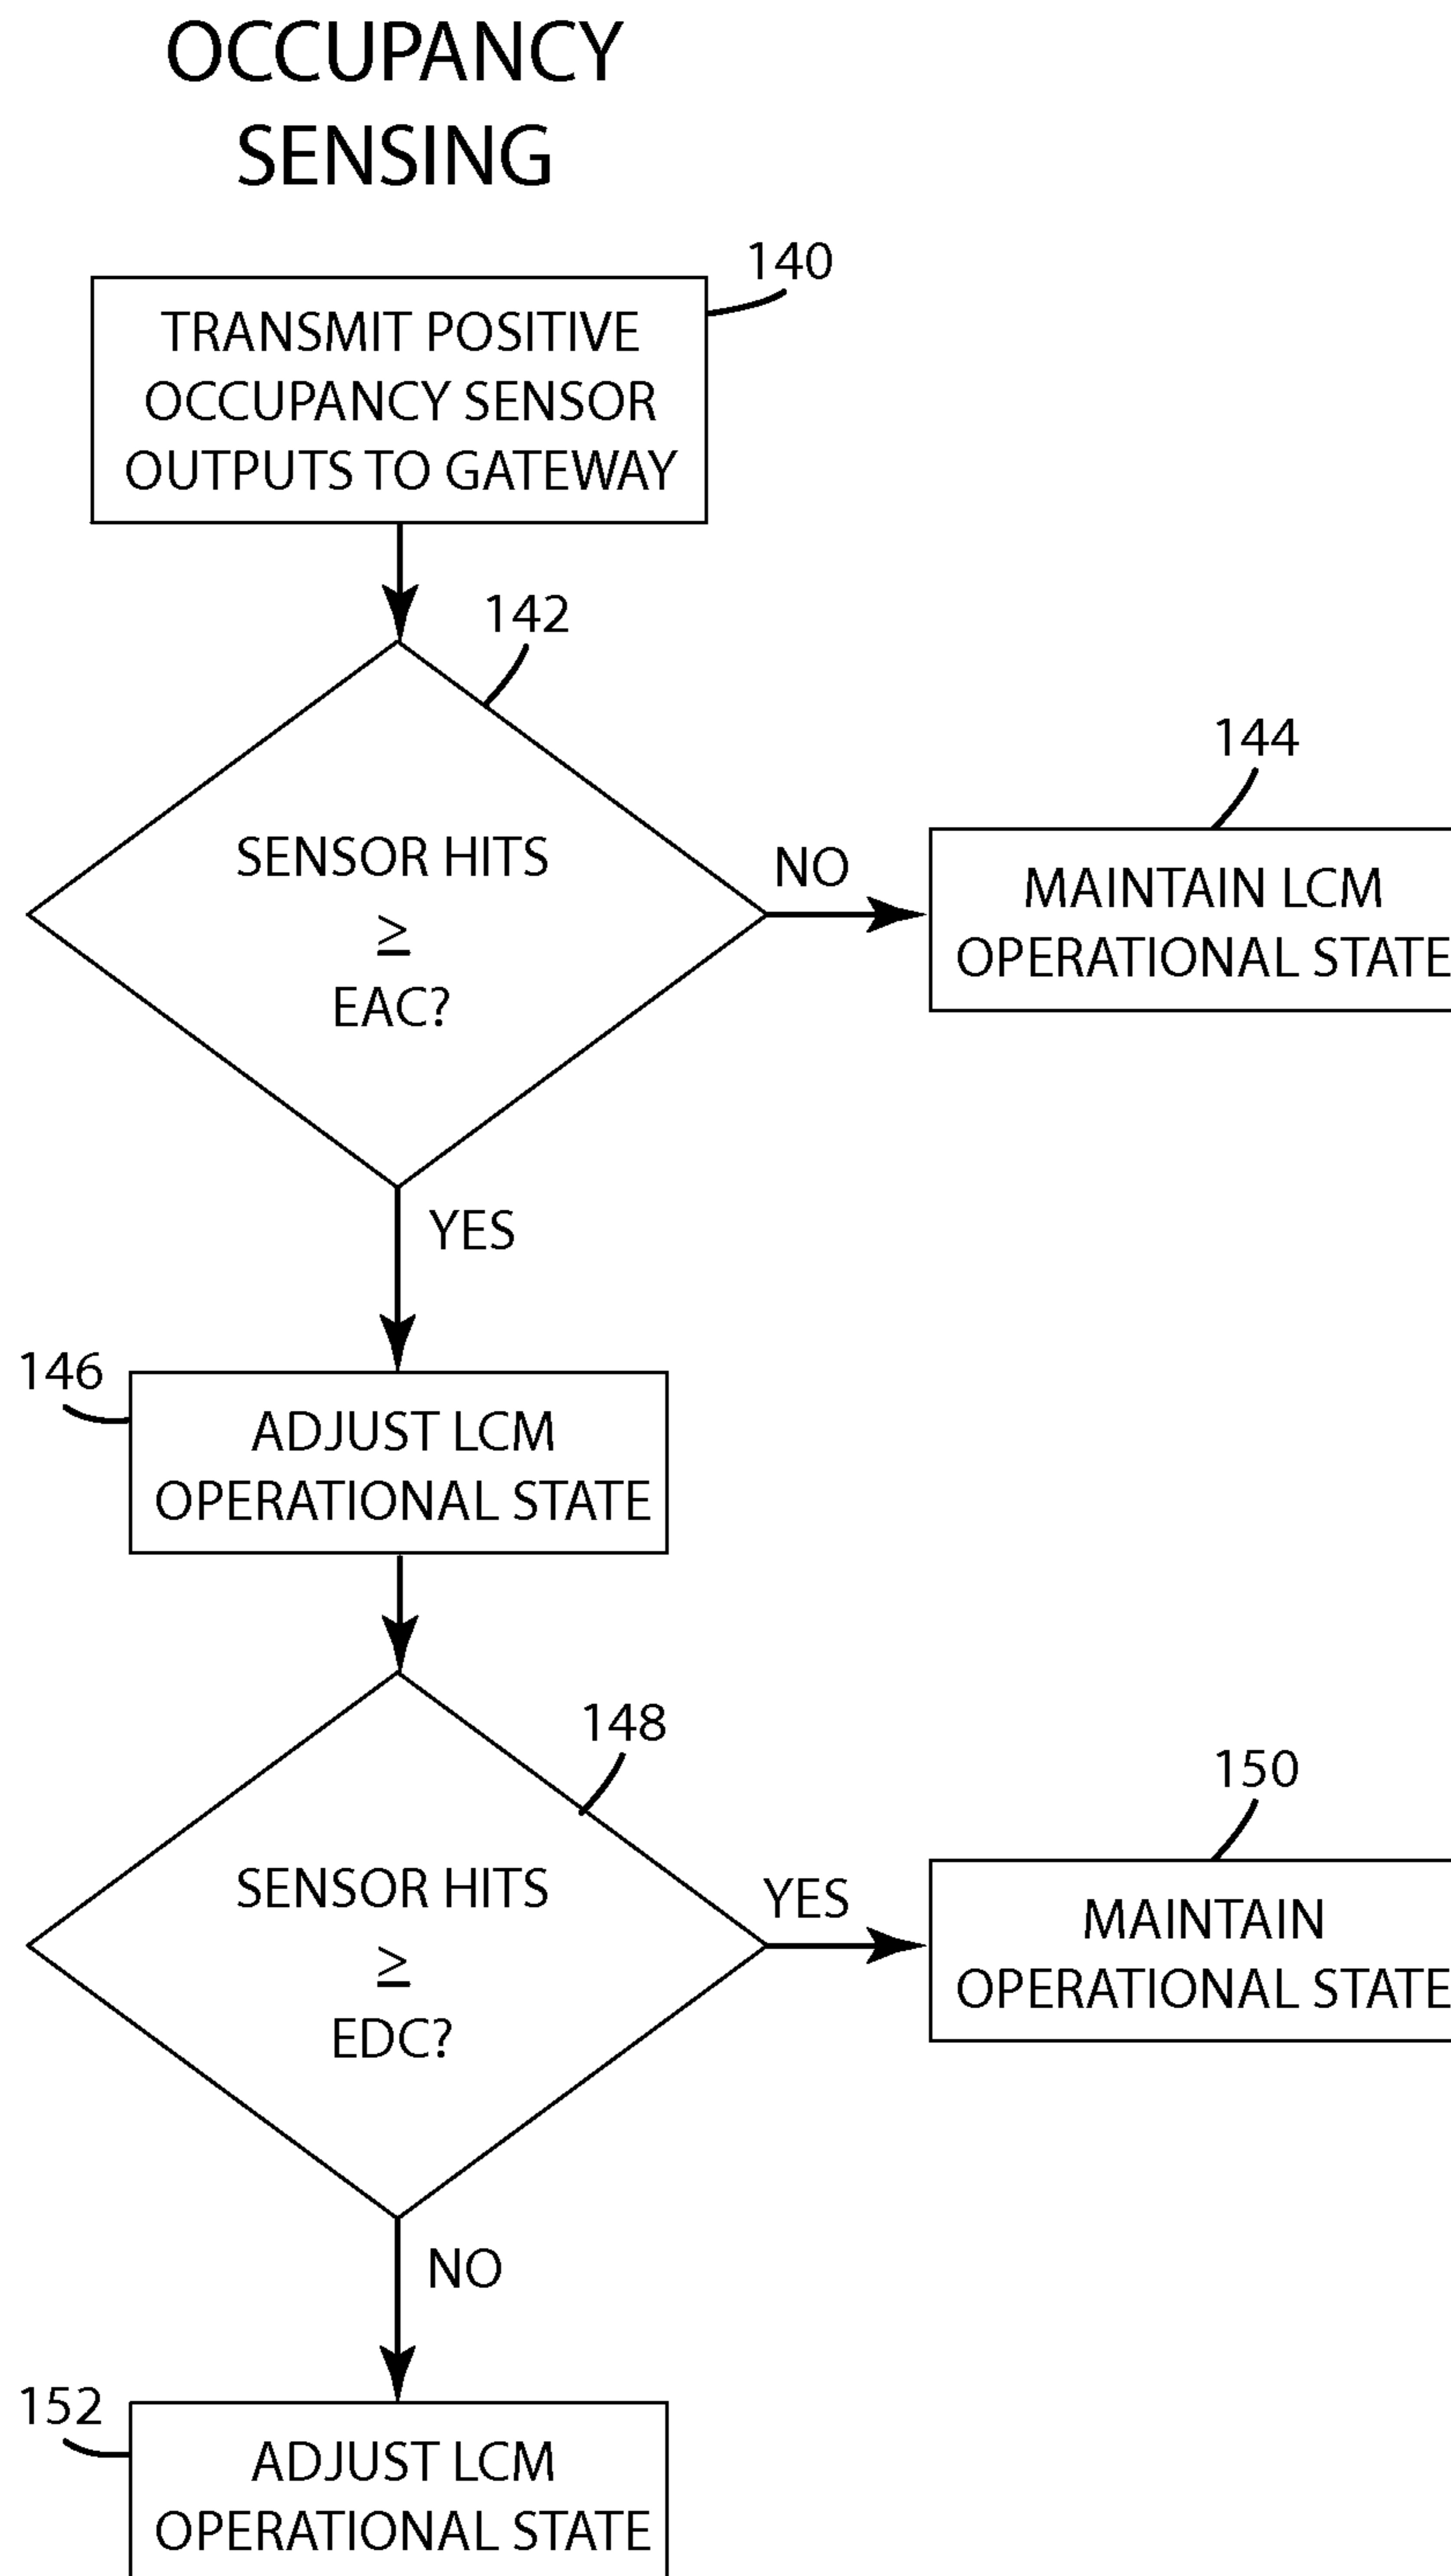 OCCUPANCY
SENSING
140
TRANSMIT POSITIVE
OCCUPANCY SENSOR
OUTPUTS TO GATEWAY
142
SENSOR HITS
≥
EAC?
NO
144
MAINTAIN LCM
OPERATIONAL STATE
YES
146
ADJUST LCM
OPERATIONAL STATE
148
SENSOR HITS
≥
EDC?
YES
150
MAINTAIN
OPERATIONAL STATE
NO
152
ADJUST LCM
OPERATIONAL STATE